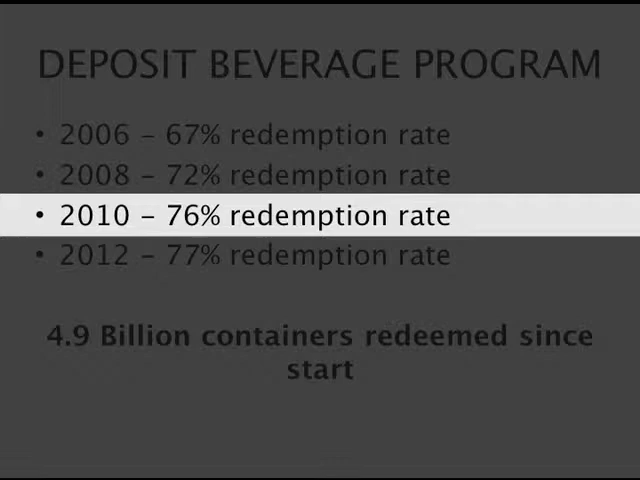 DEPOSIT BEVERAGE PROGRAM
• 2006 – 67% redemption rate
• 2008 – 72% redemption rate
• 2010 – 76% redemption rate
• 2012 – 77% redemption rate
4.9 Billion containers redeemed since
start